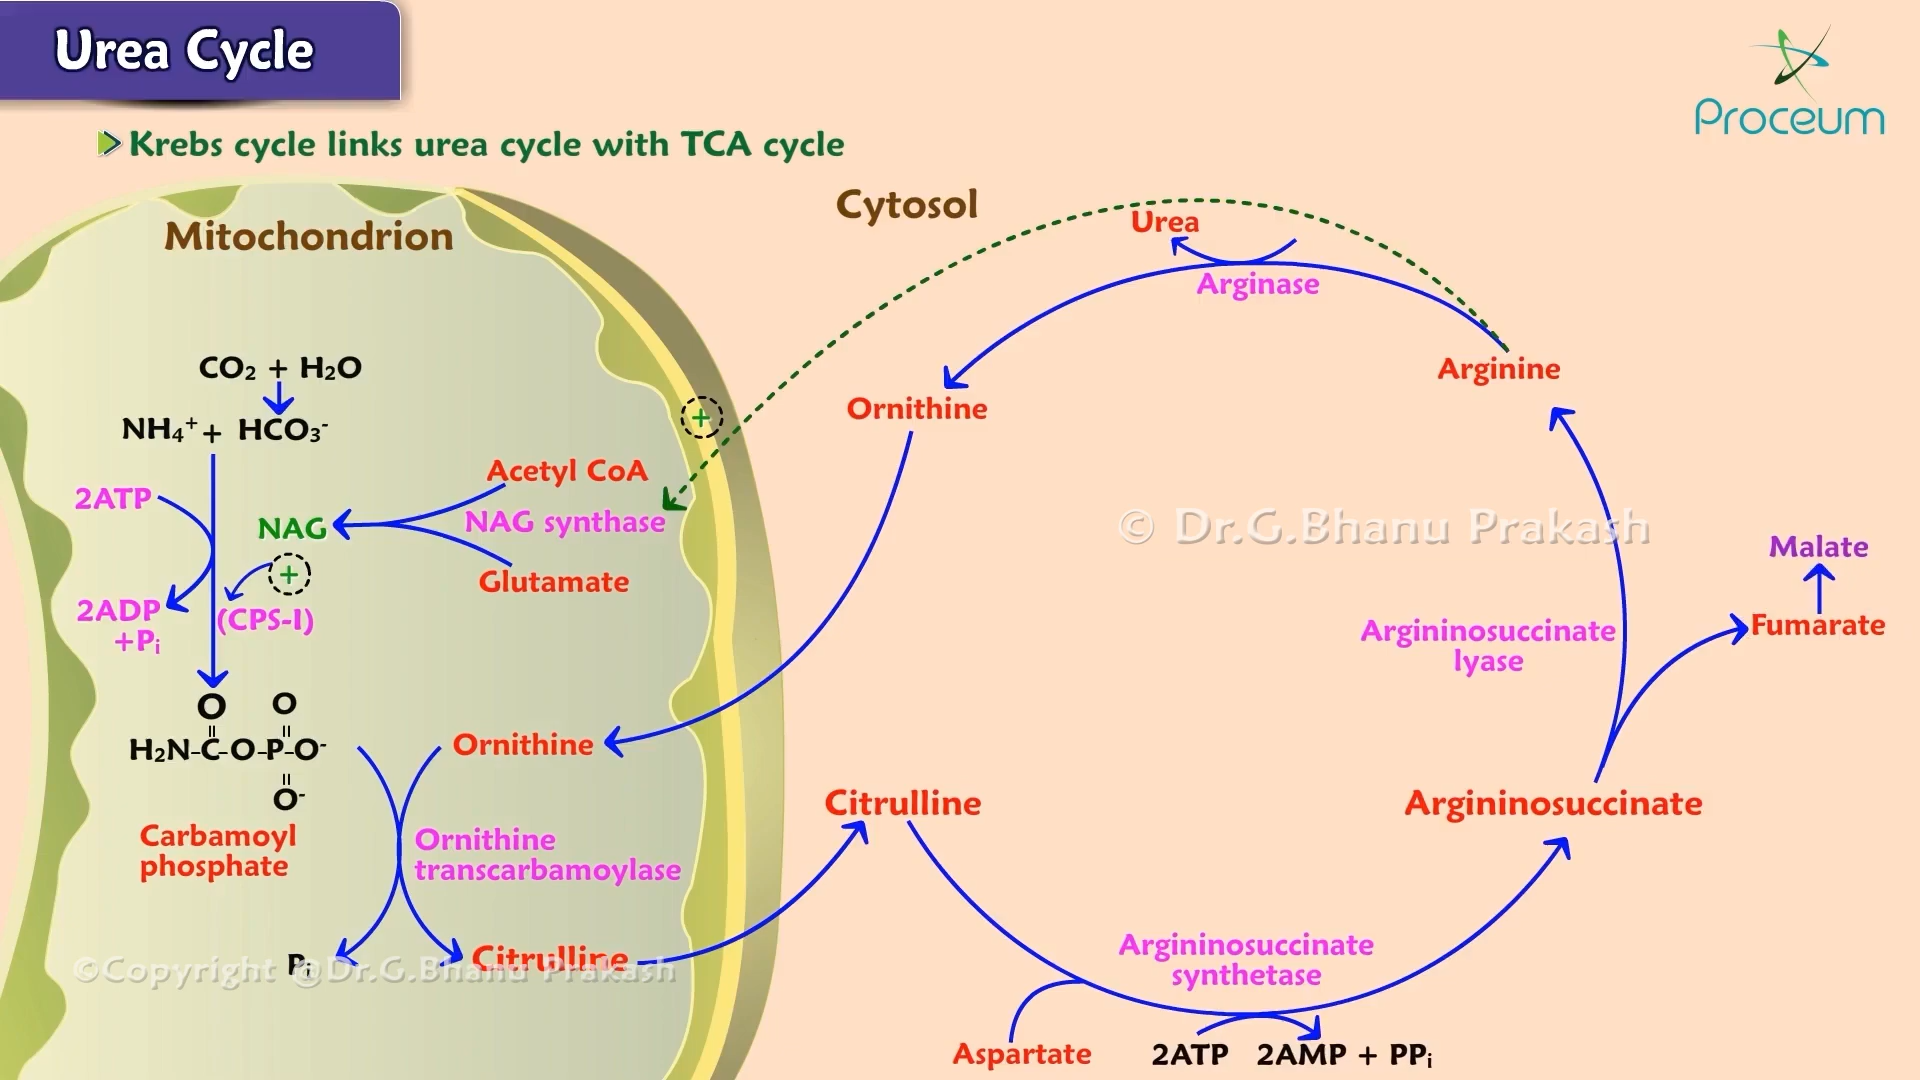 Urea Cycle
Proceum
Krebs cycle links urea cycle with TCA cycle
Mitochondrion
Cytosol
Urea
Arginase
Arginine
Ornithine
CO₂ + H₂O
NH₄⁺ + HCO₃⁻
2ATP
Acetyl CoA
NAG
NAG synthase
Glutamate
+
+
2ADP
+Pᵢ
(CPS-I)
© Dr.G.Bhanu Prakash
Malate
Fumarate
Argininosuccinate
lyase
O O
H₂N-C-O-P-O⁻
O⁻
Carbamoyl
phosphate
Ornithine
Ornithine
transcarbamoylase
Pᵢ
Citrulline
©Copyright @Dr.G.Bhanu Prakash
Citrulline
Argininosuccinate
Argininosuccinate
synthetase
Aspartate
2ATP 2AMP + PPᵢ